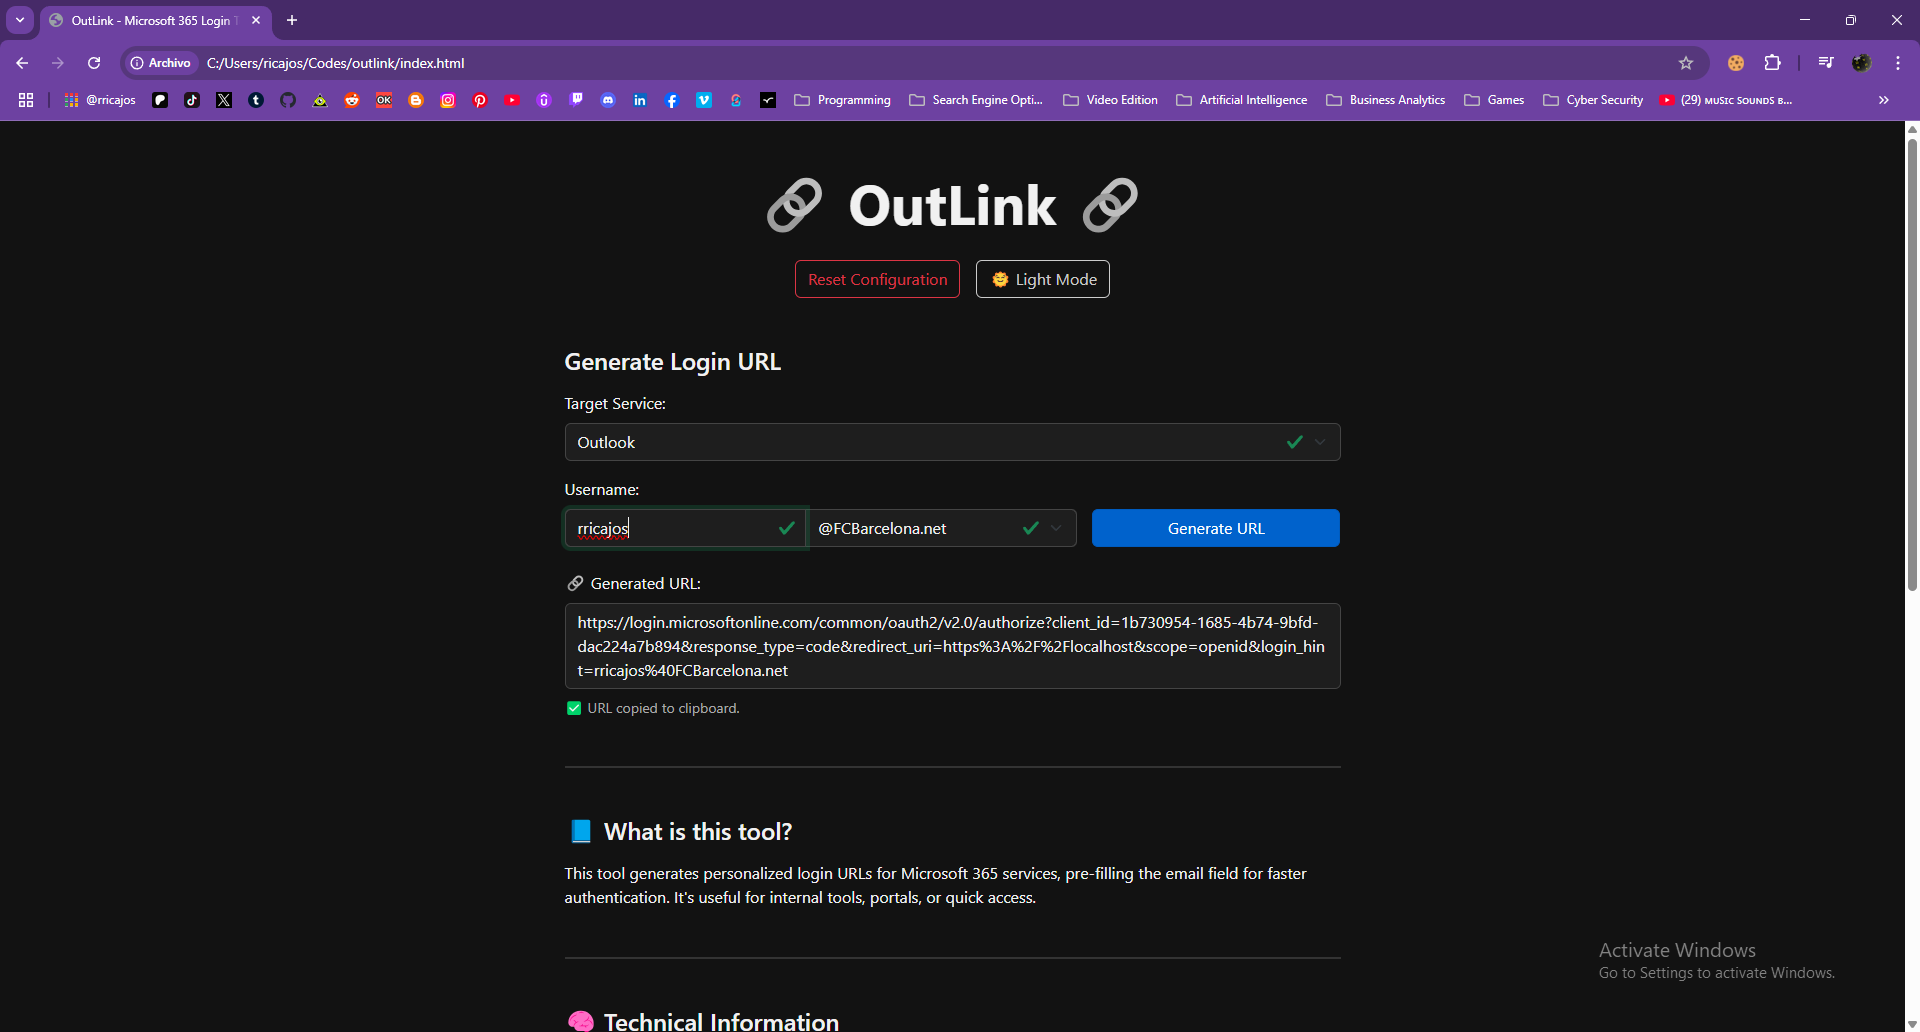 OutLink - Microsoft 365 Login T
Archivo
C:/Users/ricajos/Codes/outlink/index.html
@rricajos
OK
Programming
Search Engine Opti...
Video Edition
Artificial Intelligence
Business Analytics
Games
Cyber Security
(29) ᴍᴜsɪᴄ sᴏᴜɴᴅs ʙ...
OutLink
Reset Configuration
Light Mode
Generate Login URL
Target Service:
Outlook
Username:
rricajos
@FCBarcelona.net
Generate URL
Generated URL:
https://login.microsoftonline.com/common/oauth2/v2.0/authorize?client_id=1b730954-1685-4b74-9bfd-
dac224a7b894&response_type=code&redirect_uri=https%3A%2F%2Flocalhost&scope=openid&login_hin
t=rricajos%40FCBarcelona.net
URL copied to clipboard.
What is this tool?
This tool generates personalized login URLs for Microsoft 365 services, pre-filling the email field for faster
authentication. It's useful for internal tools, portals, or quick access.
Activate Windows
Go to Settings to activate Windows.
Technical Information